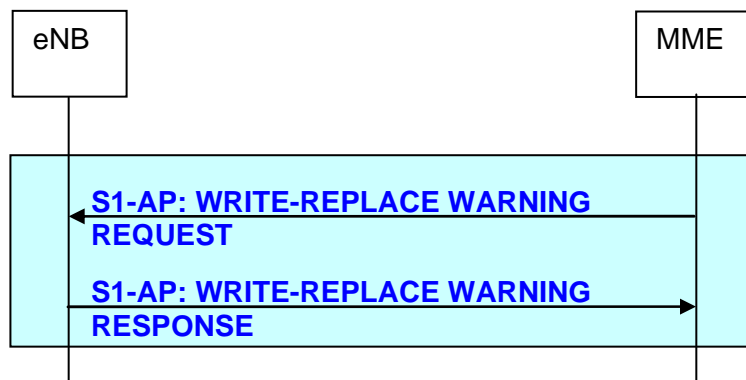 eNB
MME
S1-AP: WRITE-REPLACE WARNING
REQUEST
S1-AP: WRITE-REPLACE WARNING
RESPONSE